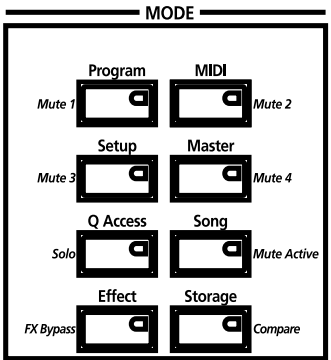 MODE
Program MIDI
Mute 1 Mute 2
Setup Master
Mute 3 Mute 4
Q Access Song
Solo Mute Active
Effect Storage
FX Bypass Compare